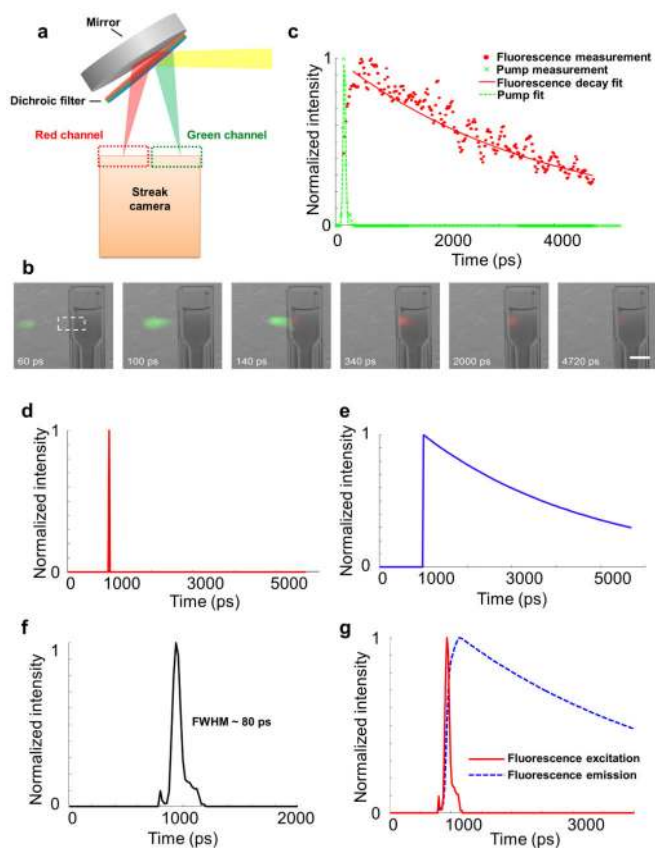 a
Mirror
Dichroic filter
Red channel
Green channel
Streak
camera
c
Normalized intensity
1
0
0
2000
4000
Time (ps)
Fluorescence measurement
Pump measurement
Fluorescence decay fit
Pump fit
b
60 ps
100 ps
140 ps
340 ps
2000 ps
4720 ps
d
Normalized intensity
1
0
0
1000
3000
5000
Time (ps)
e
Normalized intensity
1
0
0
1000
3000
5000
Time (ps)
f
Normalized intensity
1
0
0
1000
2000
Time (ps)
FWHM ~ 80 ps
g
Normalized intensity
1
0
0
1000
3000
Time (ps)
Fluorescence excitation
Fluorescence emission